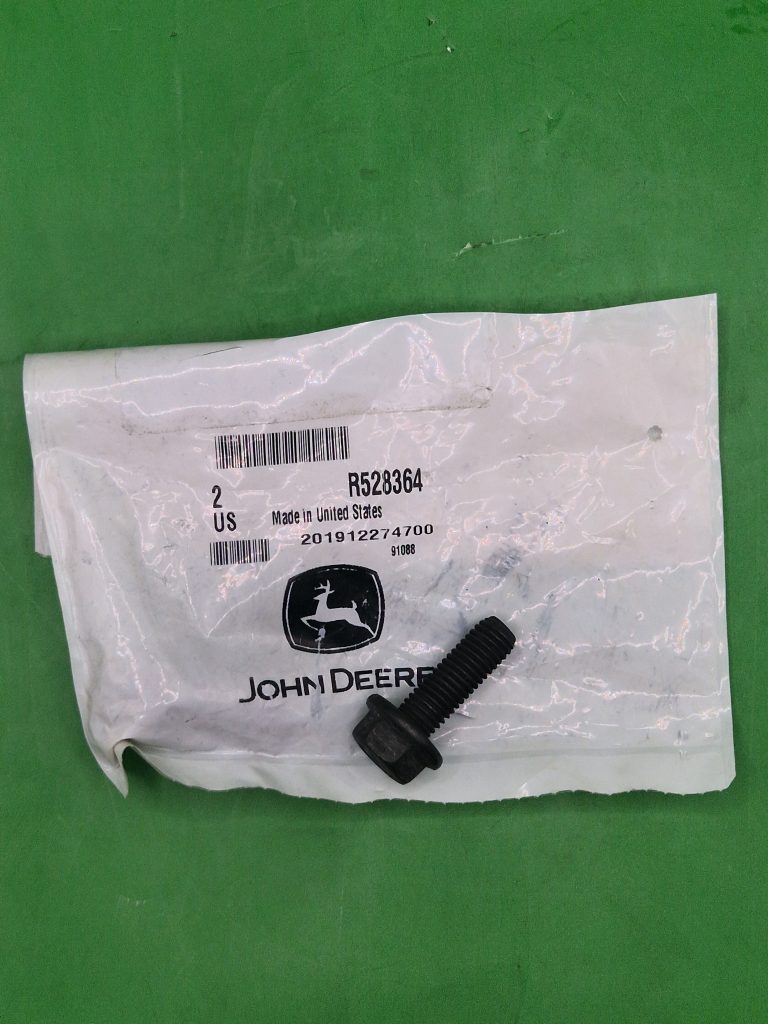 R528364
2
Made in United States
US
201912274700
91088
JOHN DEERE